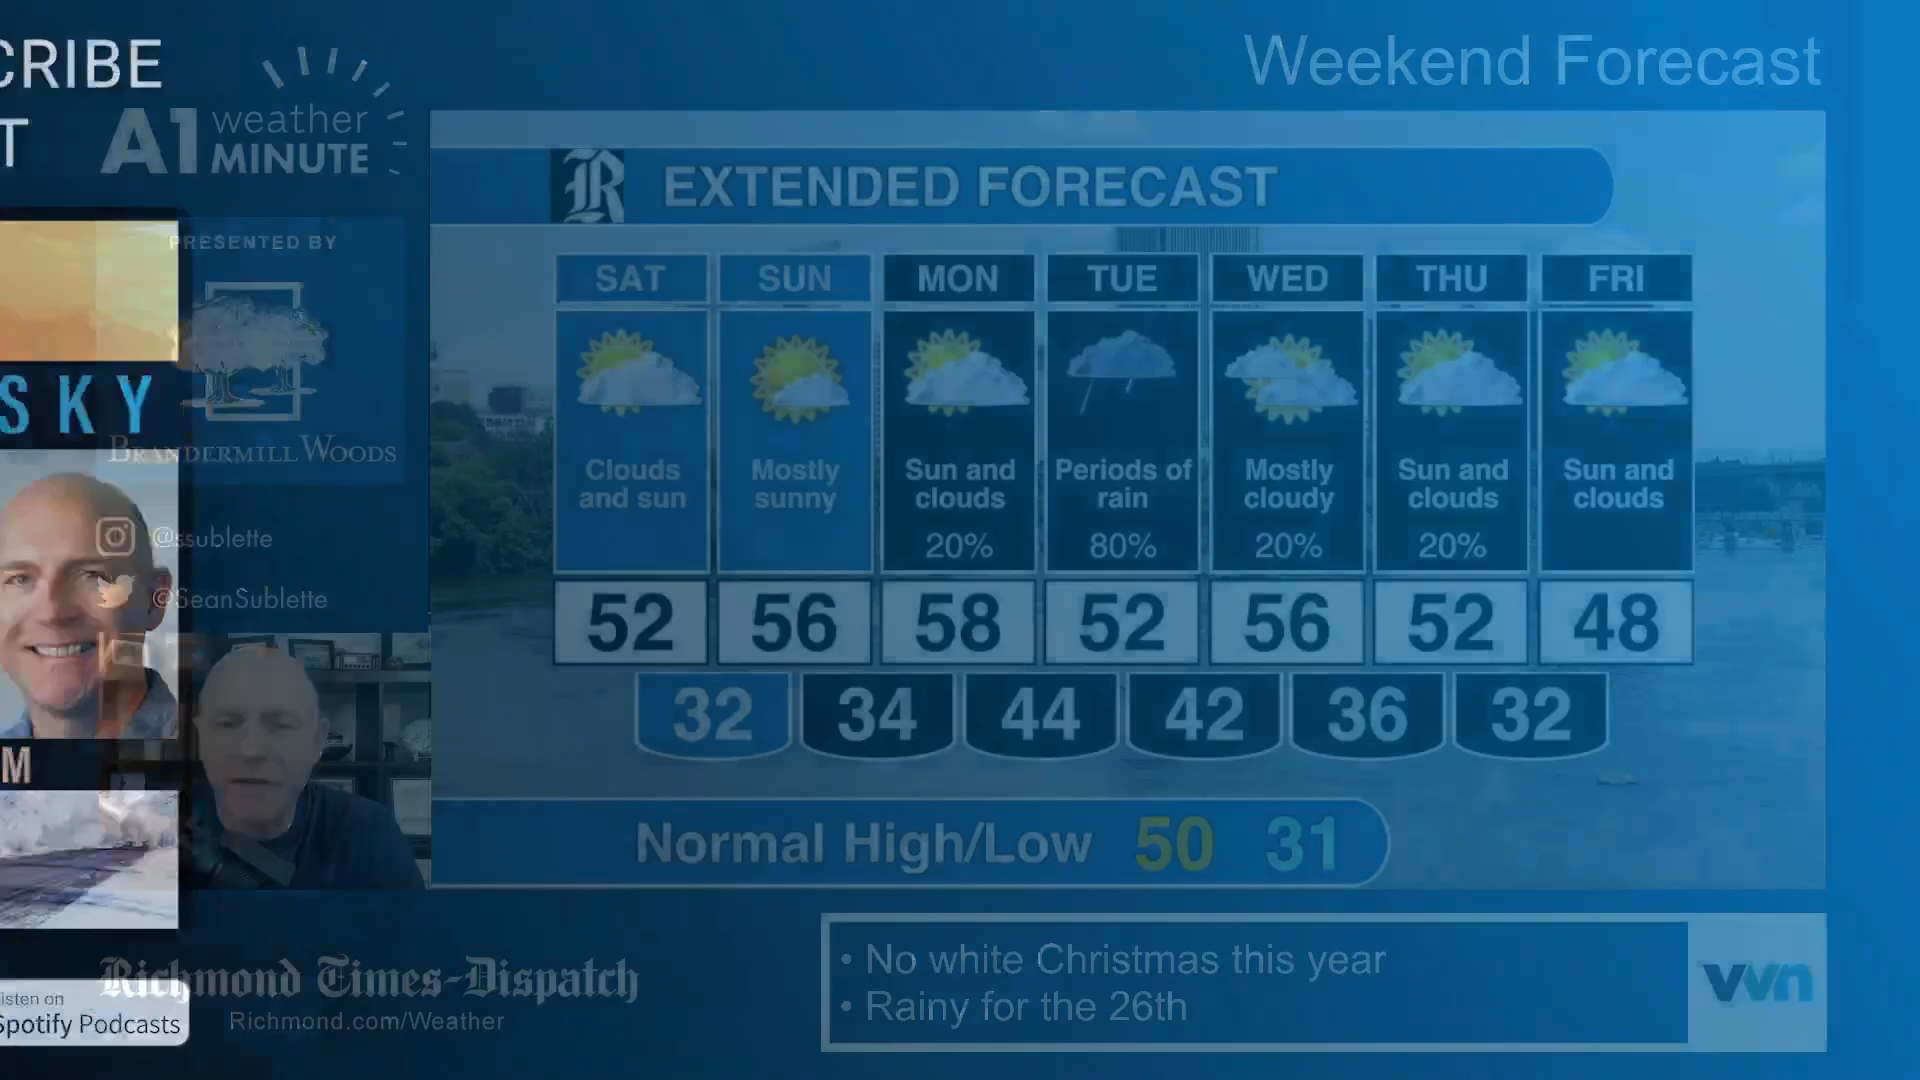 CRIBE
T
A1 weather
MINUTE
PRESENTED BY
SKY
BRANDERMILL WOODS
@ssublette
@SeanSublette
M
Listen on
Spotify Podcasts
Richmond Times-Dispatch
Richmond.com/Weather
Weekend Forecast
R EXTENDED FORECAST
SAT SUN MON TUE WED THU FRI
Clouds Mostly Sun and Periods of Mostly Sun and Sun and
and sun sunny clouds rain cloudy clouds clouds
20% 80% 20% 20%
52 56 58 52 56 52 48
32 34 44 42 36 32
Normal High/Low 50 31
• No white Christmas this year
• Rainy for the 26th
vvn